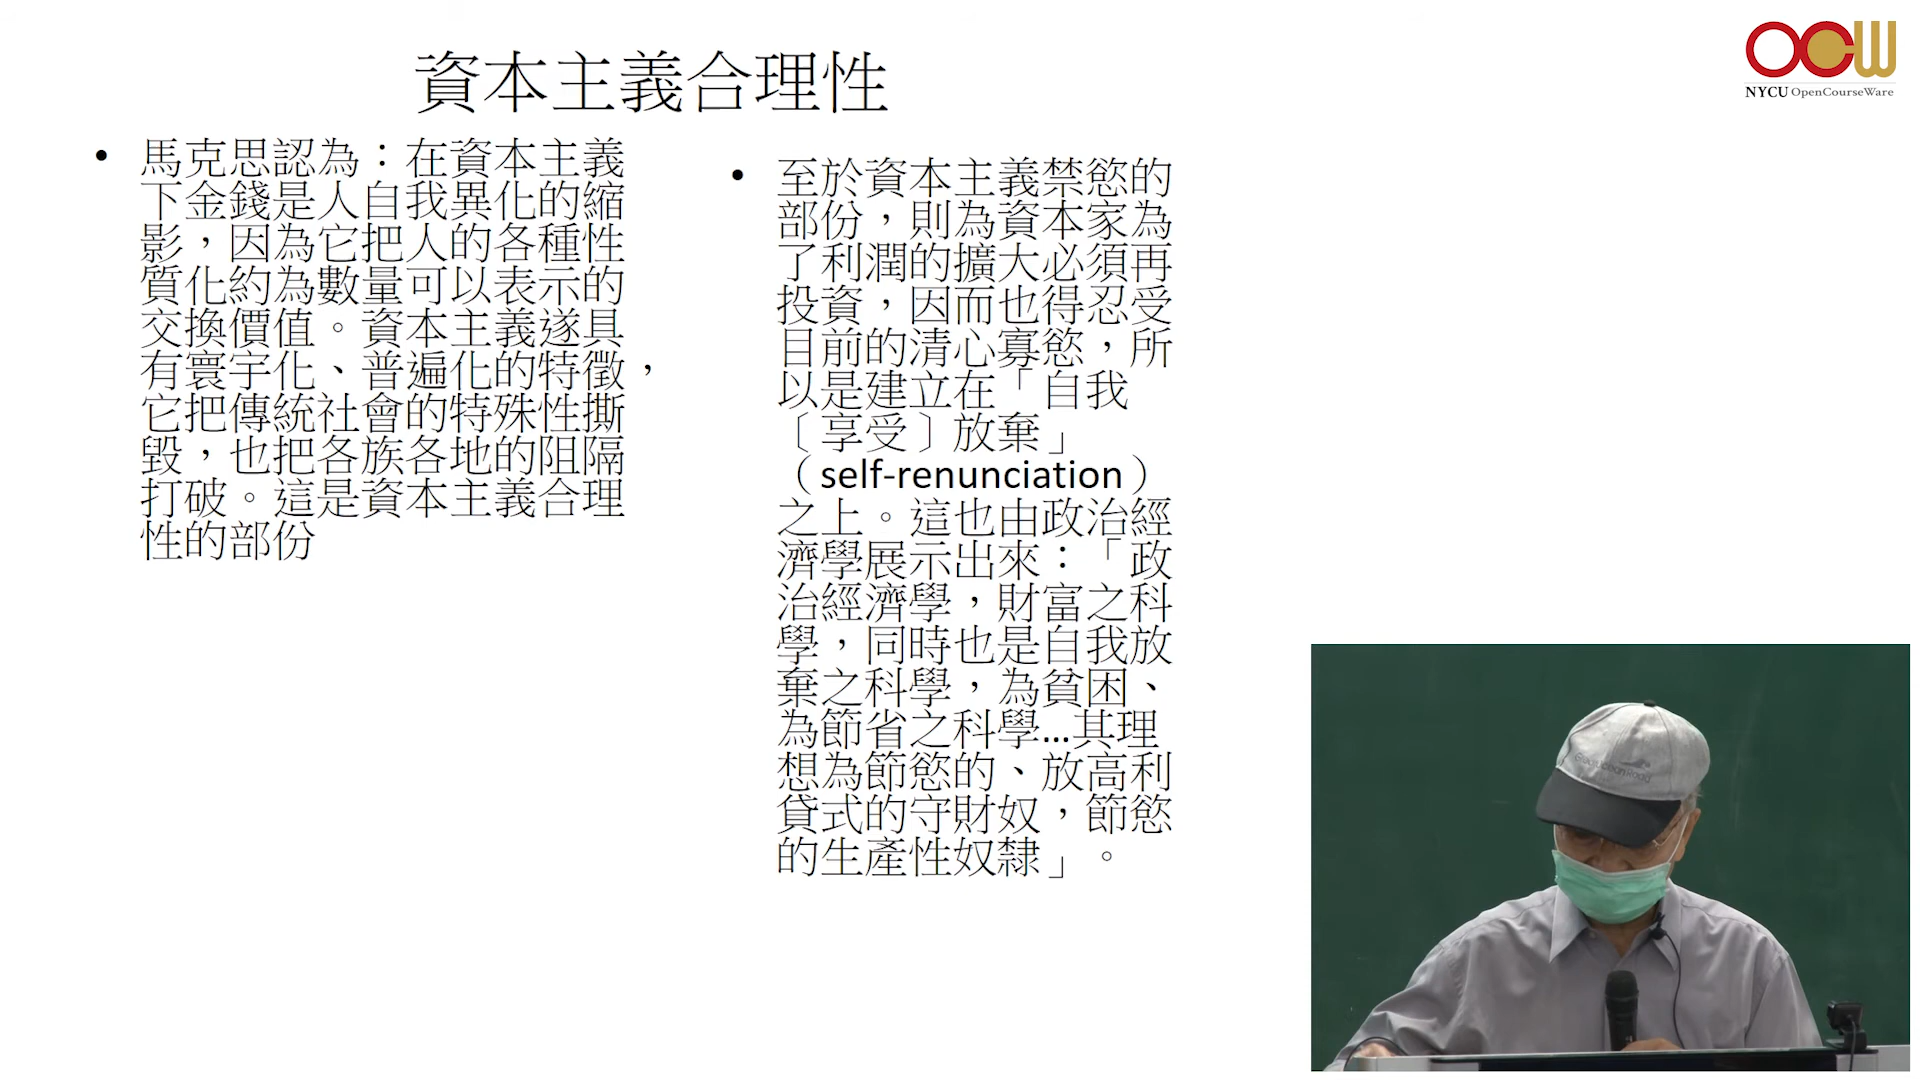 資本主義合理性
• 馬克思認為：在資本主義
下金錢是人自我異化的縮
影，因為它把人的各種性
質化約為數量可以表示的
交換價值。資本主義遂具
有寰宇化、普遍化的特徵，
它把傳統社會的特殊性撕
毀，也把各族各地的阻隔
打破。這是資本主義合理
性的部份
• 至於資本主義禁慾的
部份，則為資本家為
了利潤的擴大必須再
投資，因而也得忍受
目前的清心寡慾，所
以是建立在「自我
〔享受〕放棄」
（self-renunciation）
之上。這也由政治經
濟學展示出來：「政
治經濟學，財富之科
學，同時也是自我放
棄之科學，為貧困、
為節省之科學…其理
想為節慾的、放高利
貸式的守財奴，節慾
的生產性奴隸」。
OCW
NYCU OpenCourseWare